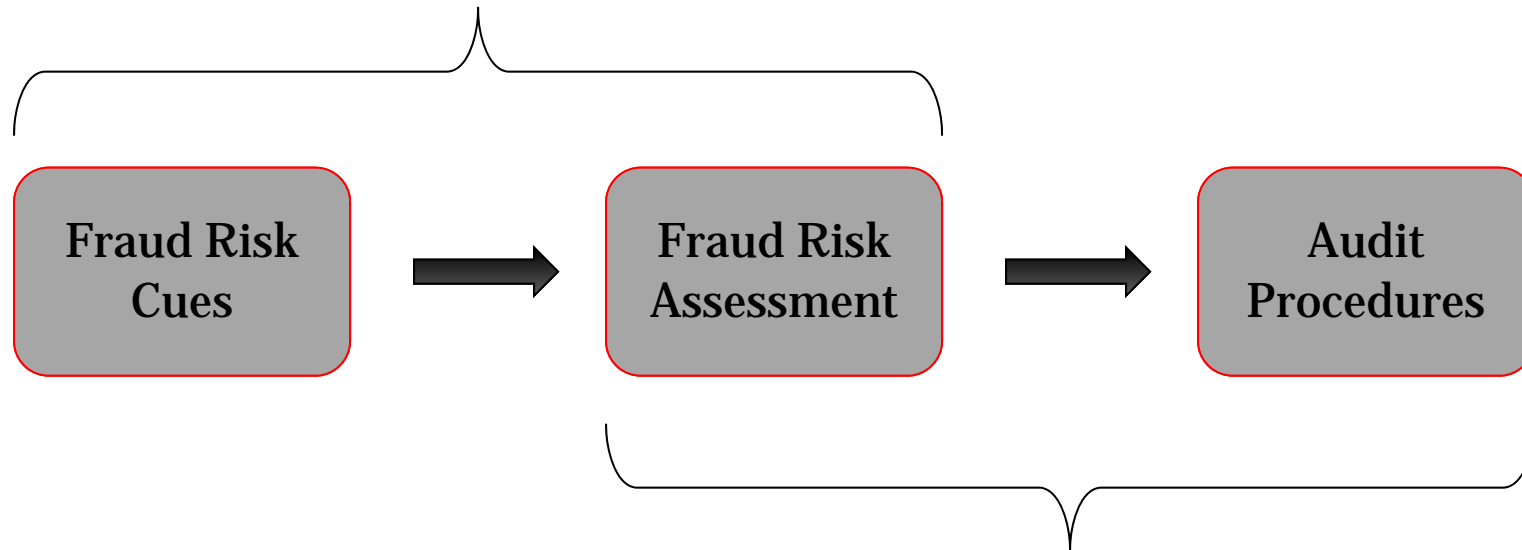 Fraud Risk
Cues
Fraud Risk
Assessment
Audit
Procedures